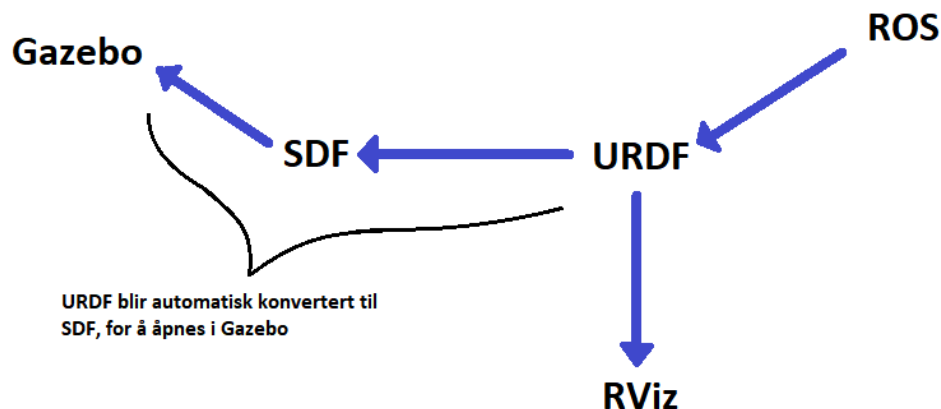 ROS
Gazebo
SDF
URDF
URDF blir automatisk konvertert til
SDF, for å åpnes i Gazebo
RViz